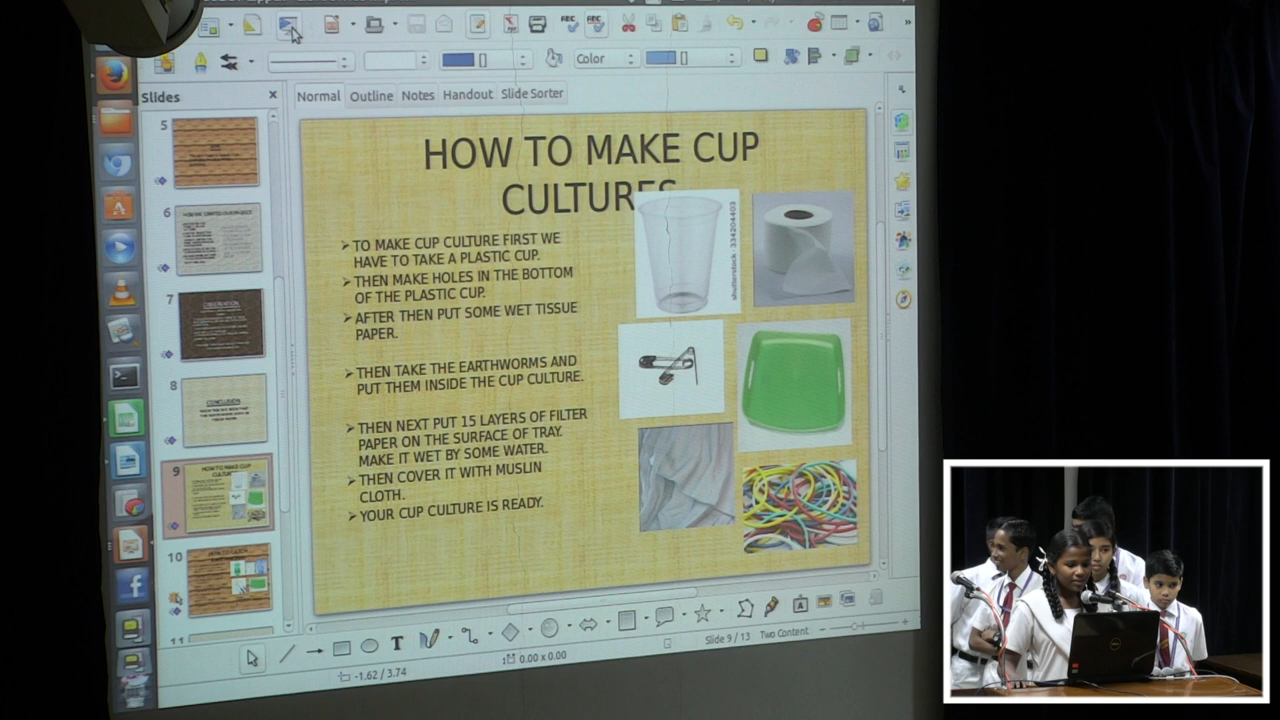 Color
Slides
Normal
Outline
Notes
Handout
Slide Sorter
5
6
7
8
CONCLUSION
9
10
11
HOW TO MAKE CUP
CULTURES
➢TO MAKE CUP CULTURE FIRST WE
HAVE TO TAKE A PLASTIC CUP.
➢THEN MAKE HOLES IN THE BOTTOM
OF THE PLASTIC CUP.
➢AFTER THEN PUT SOME WET TISSUE
PAPER.
➢THEN TAKE THE EARTHWORMS AND
PUT THEM INSIDE THE CUP CULTURE.
➢THEN NEXT PUT 15 LAYERS OF FILTER
PAPER ON THE SURFACE OF TRAY.
MAKE IT WET BY SOME WATER.
➢THEN COVER IT WITH MUSLIN
CLOTH.
➢YOUR CUP CULTURE IS READY.
shutterstock · 334204403
-1.62 / 3.74
0.00 x 0.00
Slide 9 / 13
Two Content